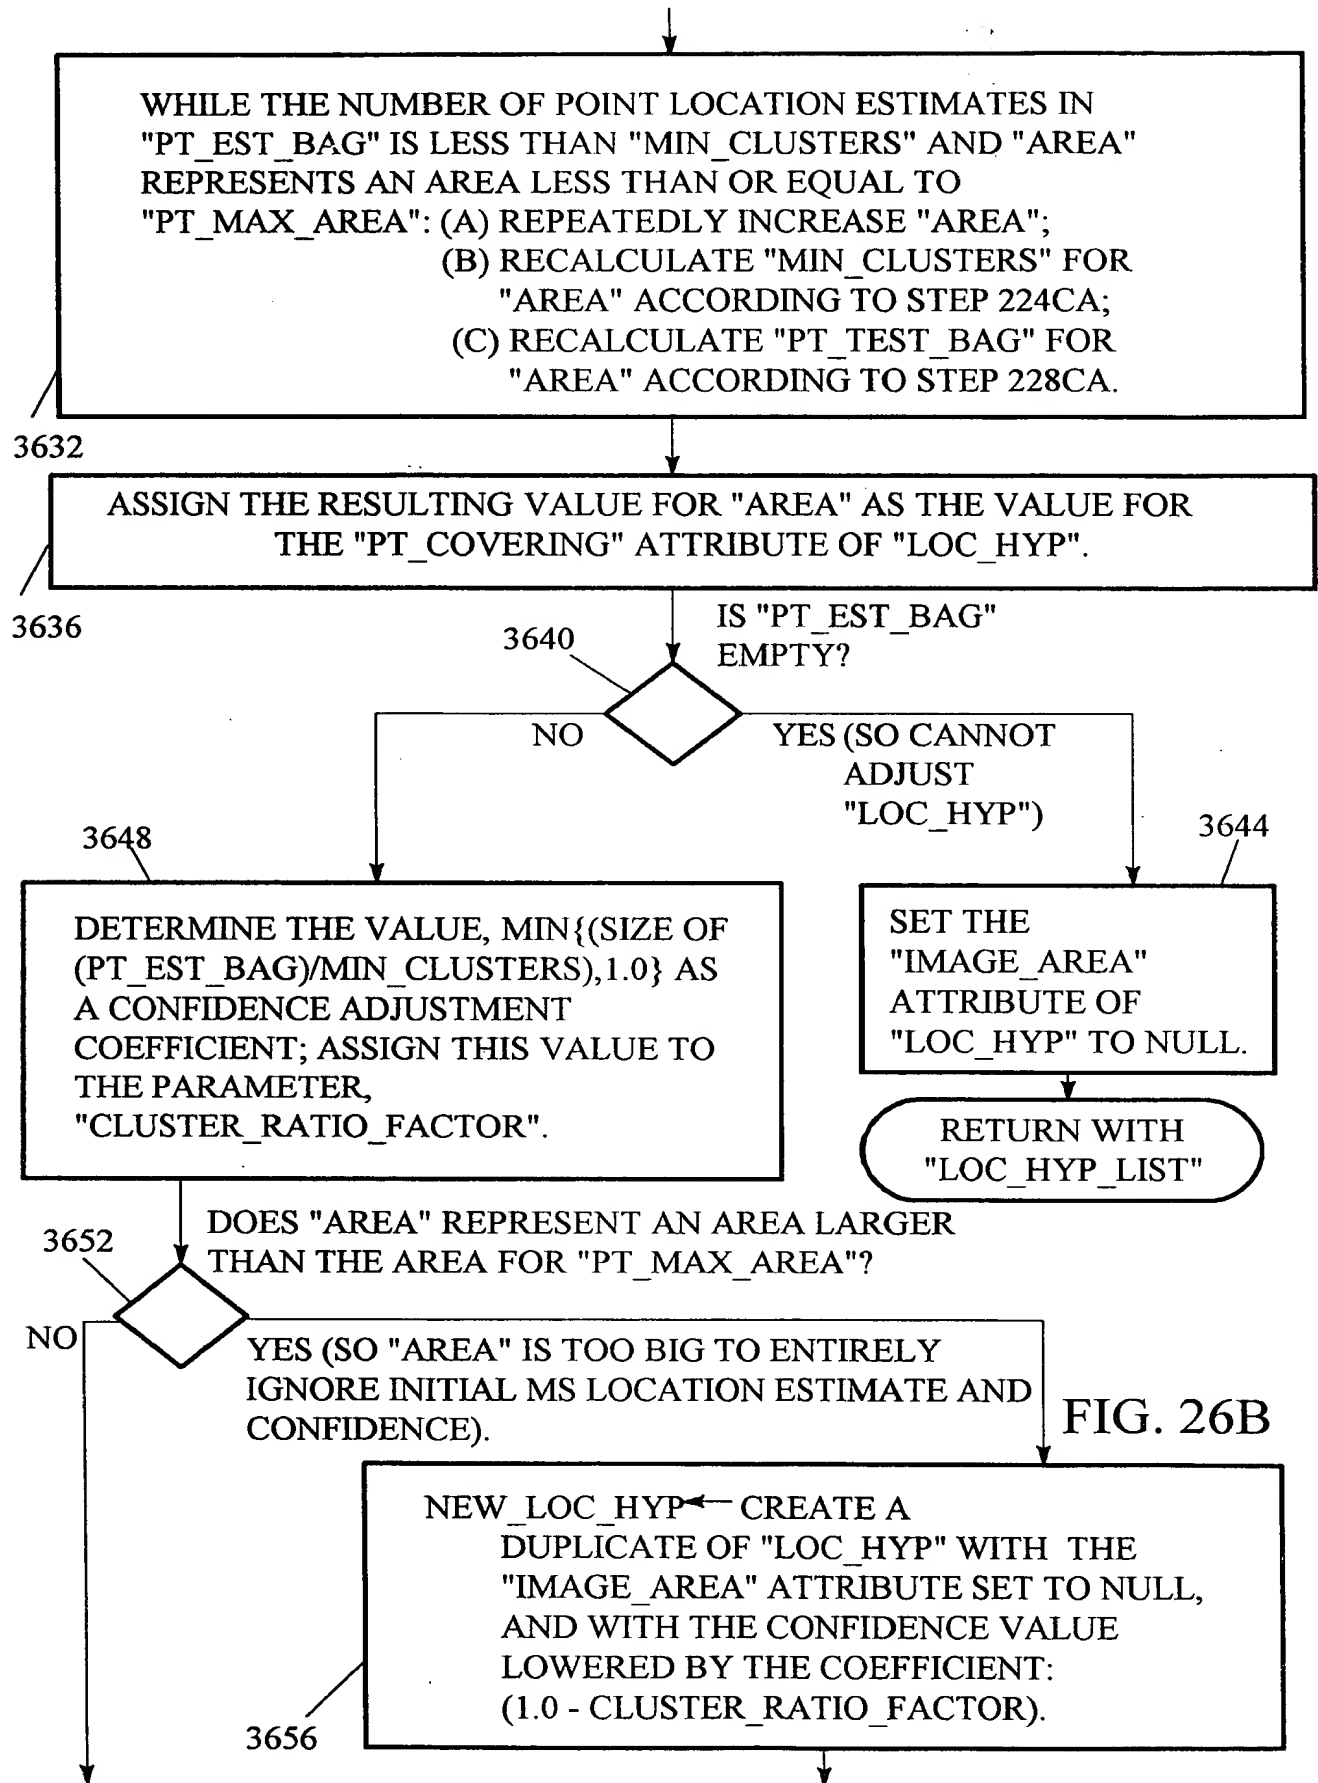 WHILE THE NUMBER OF POINT LOCATION ESTIMATES IN
"PT_EST_BAG" IS LESS THAN "MIN_CLUSTERS" AND "AREA"
REPRESENTS AN AREA LESS THAN OR EQUAL TO
"PT_MAX_AREA": (A) REPEATEDLY INCREASE "AREA";
(B) RECALCULATE "MIN_CLUSTERS" FOR
"AREA" ACCORDING TO STEP 224CA;
(C) RECALCULATE "PT_TEST_BAG" FOR
"AREA" ACCORDING TO STEP 228CA.
3632
ASSIGN THE RESULTING VALUE FOR "AREA" AS THE VALUE FOR
THE "PT_COVERING" ATTRIBUTE OF "LOC_HYP".
3636
IS "PT_EST_BAG"
EMPTY?
3640
NO
YES (SO CANNOT
ADJUST
"LOC_HYP")
3648
3644
DETERMINE THE VALUE, MIN{(SIZE OF
(PT_EST_BAG)/MIN_CLUSTERS),1.0} AS
A CONFIDENCE ADJUSTMENT
COEFFICIENT; ASSIGN THIS VALUE TO
THE PARAMETER,
"CLUSTER_RATIO_FACTOR".
SET THE
"IMAGE_AREA"
ATTRIBUTE OF
"LOC_HYP" TO NULL.
RETURN WITH
"LOC_HYP_LIST"
DOES "AREA" REPRESENT AN AREA LARGER
THAN THE AREA FOR "PT_MAX_AREA"?
3652
NO
YES (SO "AREA" IS TOO BIG TO ENTIRELY
IGNORE INITIAL MS LOCATION ESTIMATE AND
CONFIDENCE).
FIG. 26B
NEW_LOC_HYP ← CREATE A
DUPLICATE OF "LOC_HYP" WITH THE
"IMAGE_AREA" ATTRIBUTE SET TO NULL,
AND WITH THE CONFIDENCE VALUE
LOWERED BY THE COEFFICIENT:
(1.0 - CLUSTER_RATIO_FACTOR).
3656